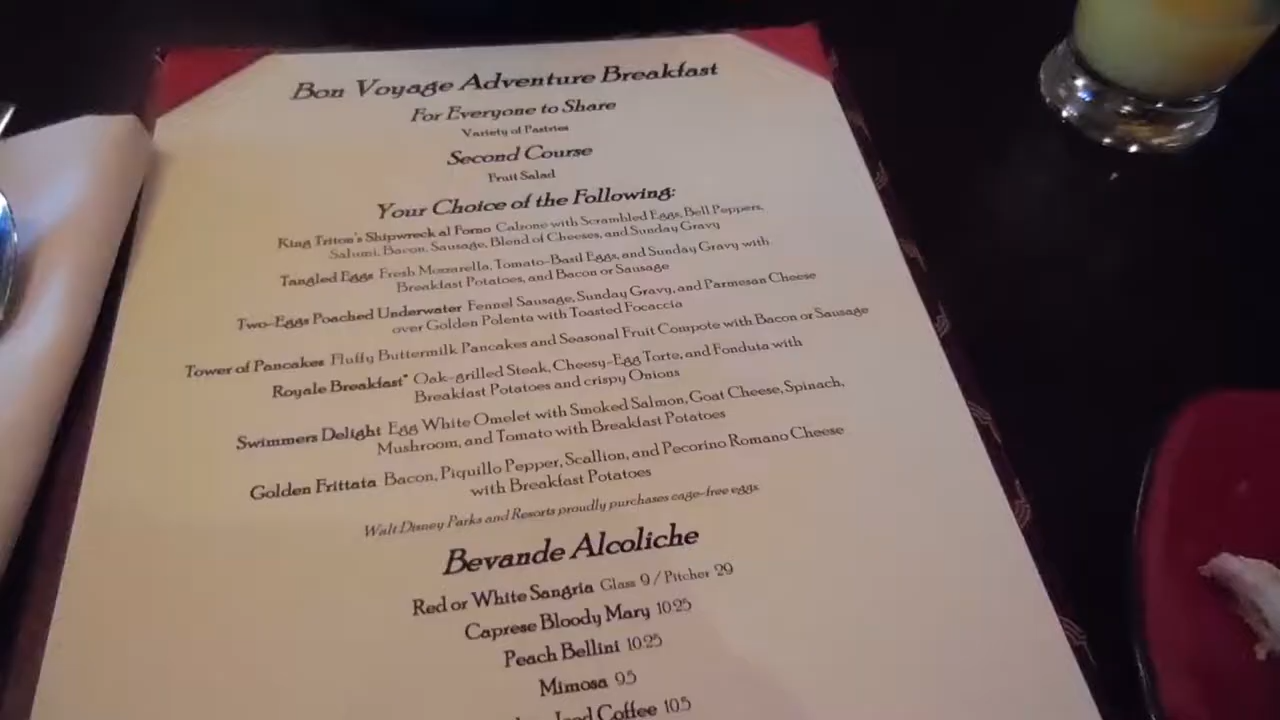 Bon Voyage Adventure Breakfast
For Everyone to Share
Variety of Pastries
Second Course
Fruit Salad
Your Choice of the Following:
King Triton's Shipwreck al Forno Calzone with Scrambled Eggs, Bell Peppers,
Salumi, Bacon, Sausage, Blend of Cheeses, and Sunday Gravy
Tangled Eggs Fresh Mozzarella, Tomato-Basil Eggs, and Sunday Gravy with
Breakfast Potatoes, and Bacon or Sausage
Two-Eggs Poached Underwater Fennel Sausage, Sunday Gravy, and Parmesan Cheese
over Golden Polenta with Toasted Focaccia
Tower of Pancakes Fluffy Buttermilk Pancakes and Seasonal Fruit Compote with Bacon or Sausage
Royale Breakfast* Oak-grilled Steak, Cheesy-Egg Torte, and Fonduta with
Breakfast Potatoes and crispy Onions
Swimmers Delight Egg White Omelet with Smoked Salmon, Goat Cheese, Spinach,
Mushroom, and Tomato with Breakfast Potatoes
Golden Frittata Bacon, Piquillo Pepper, Scallion, and Pecorino Romano Cheese
with Breakfast Potatoes
Walt Disney Parks and Resorts proudly purchases cage-free eggs.
Bevande Alcoliche
Red or White Sangria Glass 9 / Pitcher 29
Caprese Bloody Mary 10.25
Peach Bellini 10.25
Mimosa 9.5
Iced Coffee 10.5